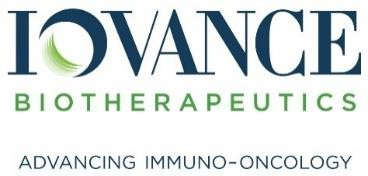 IOVANCE
BIOTHERAPEUTICS
ADVANCING IMMUNO-ONCOLOGY